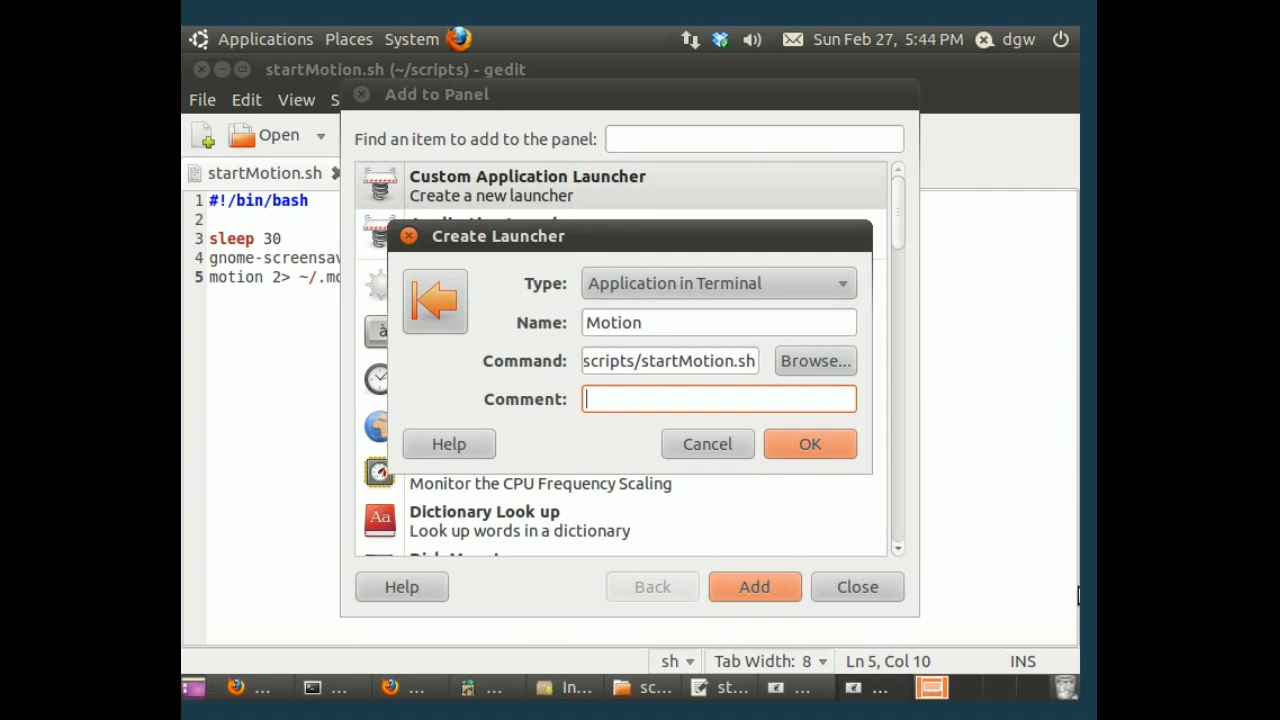 Applications Places System
Sun Feb 27, 5:44 PM dgw
startMotion.sh (~/scripts) - gedit
File Edit View S
Add to Panel
Open
Find an item to add to the panel:
startMotion.sh
Custom Application Launcher
Create a new launcher
1 #!/bin/bash
2
3 sleep 30
4 gnome-screensav
5 motion 2> ~/.mo
Create Launcher
Type: Application in Terminal
Name: Motion
Command: scripts/startMotion.sh Browse...
Comment:
Help Cancel OK
Monitor the CPU Frequency Scaling
Aa
Dictionary Look up
Look up words in a dictionary
Help Back Add Close
sh Tab Width: 8 Ln 5, Col 10 INS
... ... ... ... In... sc... st... ... ...